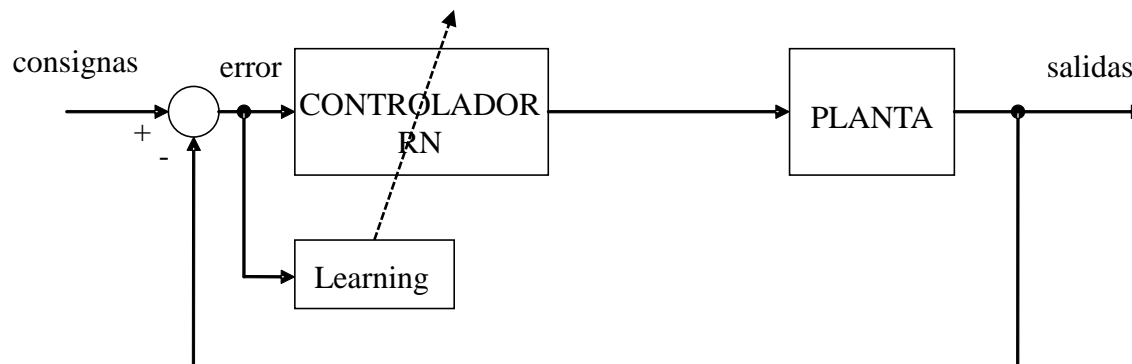 consignas
error
salidas
CONTROLADOR
RN
PLANTA
+
-
Learning